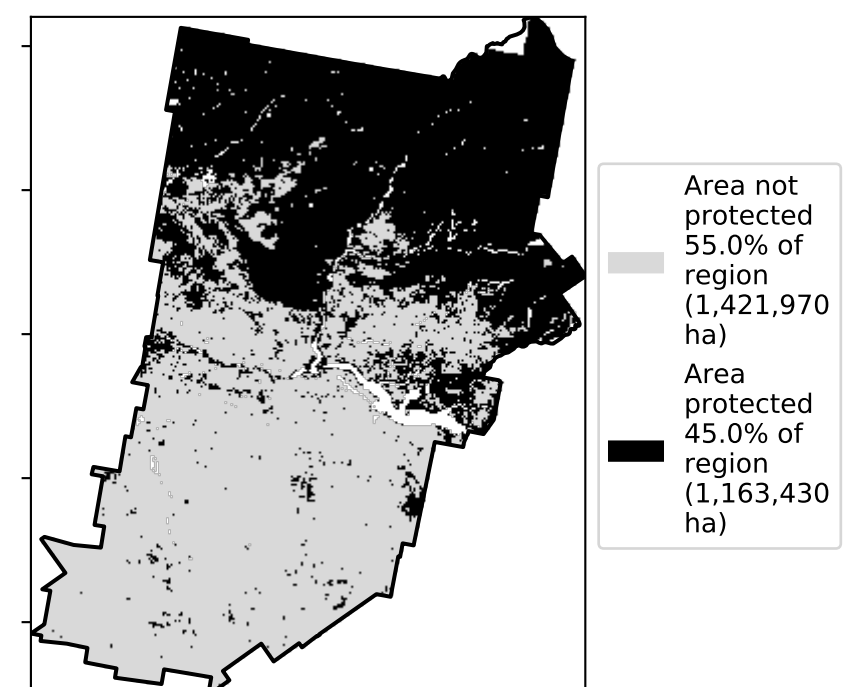 Area not
protected
55.0% of
region
(1,421,970
ha)
Area
protected
45.0% of
region
(1,163,430
ha)